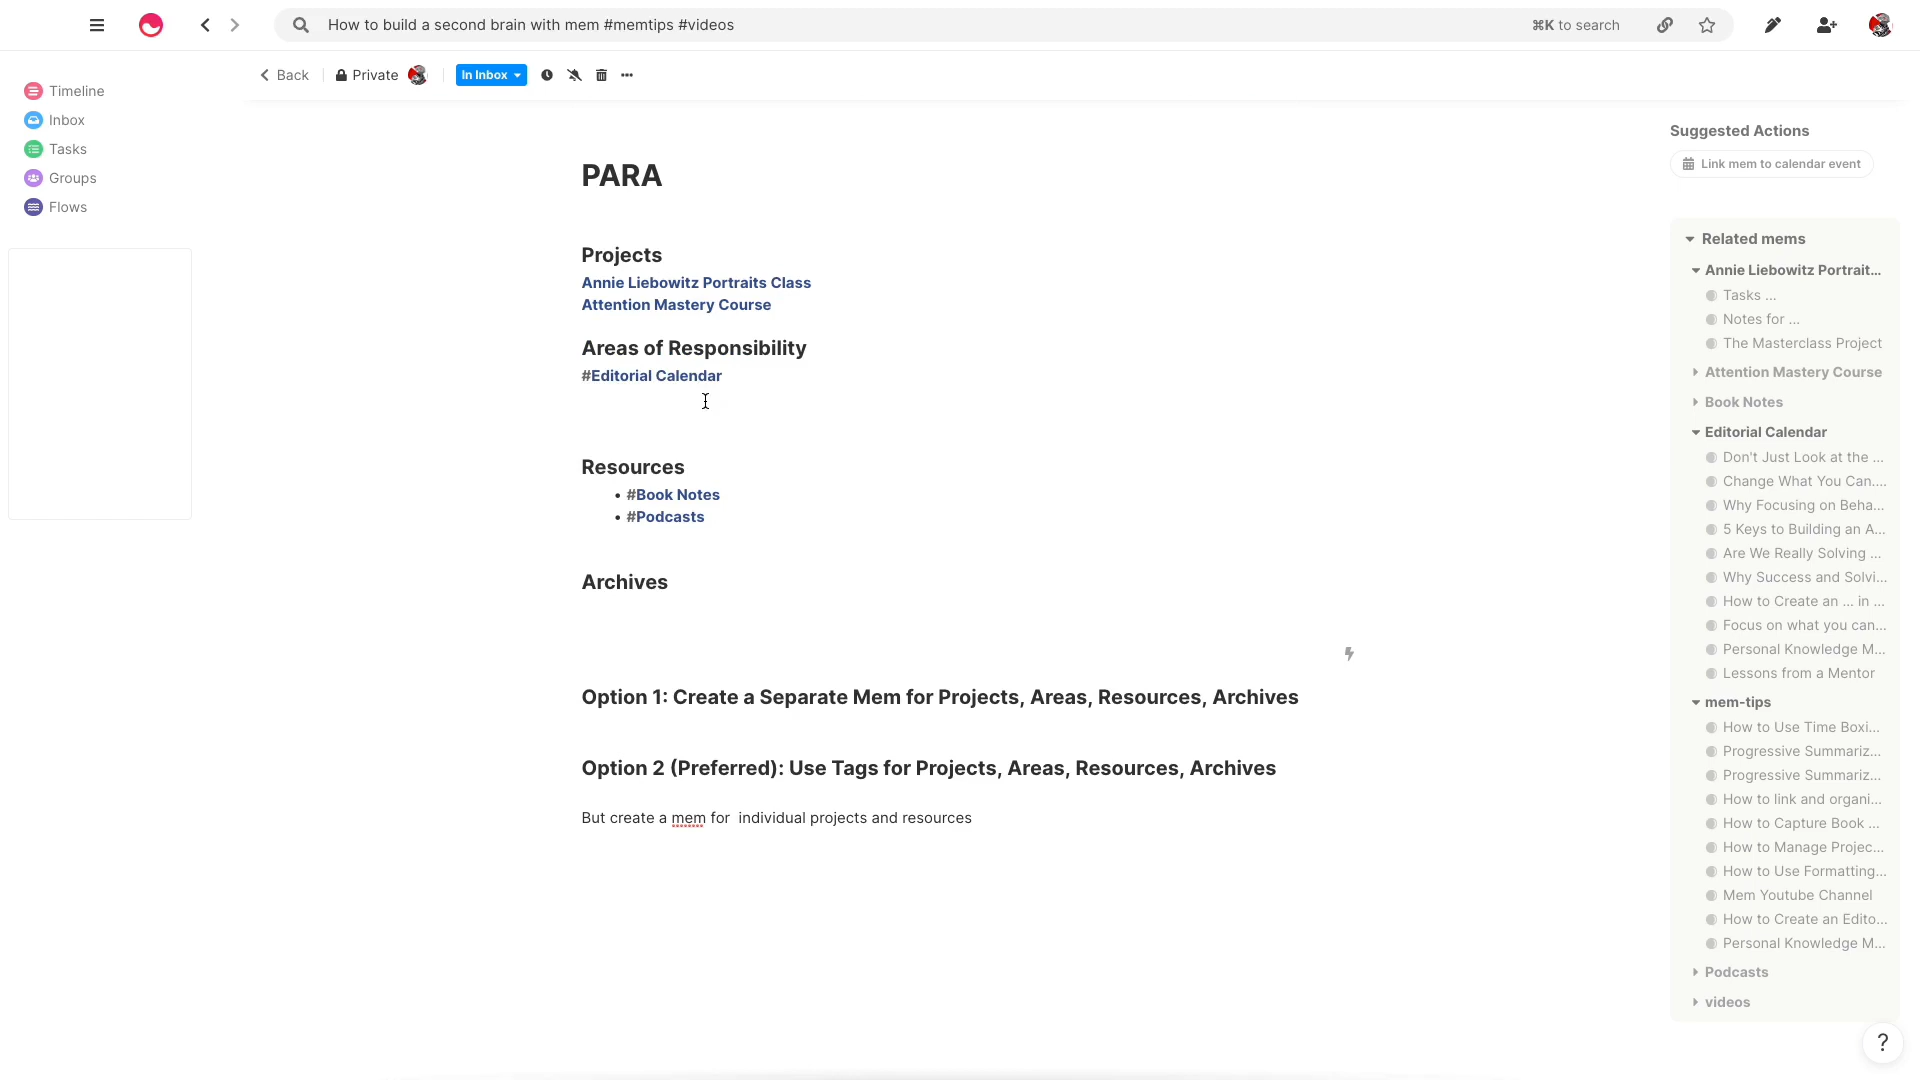 How to build a second brain with mem #memtips #videos
⌘K to search
Back
Private
In Inbox
Timeline
Inbox
Tasks
Groups
Flows
PARA
Projects
Annie Liebowitz Portraits Class
Attention Mastery Course
Areas of Responsibility
#Editorial Calendar
Resources
• #Book Notes
• #Podcasts
Archives
Option 1: Create a Separate Mem for Projects, Areas, Resources, Archives
Option 2 (Preferred): Use Tags for Projects, Areas, Resources, Archives
But create a mem for  individual projects and resources
Suggested Actions
Link mem to calendar event
Related mems
Annie Liebowitz Portrait...
Tasks ...
Notes for ...
The Masterclass Project
Attention Mastery Course
Book Notes
Editorial Calendar
Don't Just Look at the ...
Change What You Can....
Why Focusing on Beha...
5 Keys to Building an A...
Are We Really Solving ...
Why Success and Solvi...
How to Create an ... in ...
Focus on what you can...
Personal Knowledge M...
Lessons from a Mentor
mem-tips
How to Use Time Boxi...
Progressive Summariz...
Progressive Summariz...
How to link and organi...
How to Capture Book ...
How to Manage Projec...
How to Use Formatting...
Mem Youtube Channel
How to Create an Edito...
Personal Knowledge M...
Podcasts
videos
?